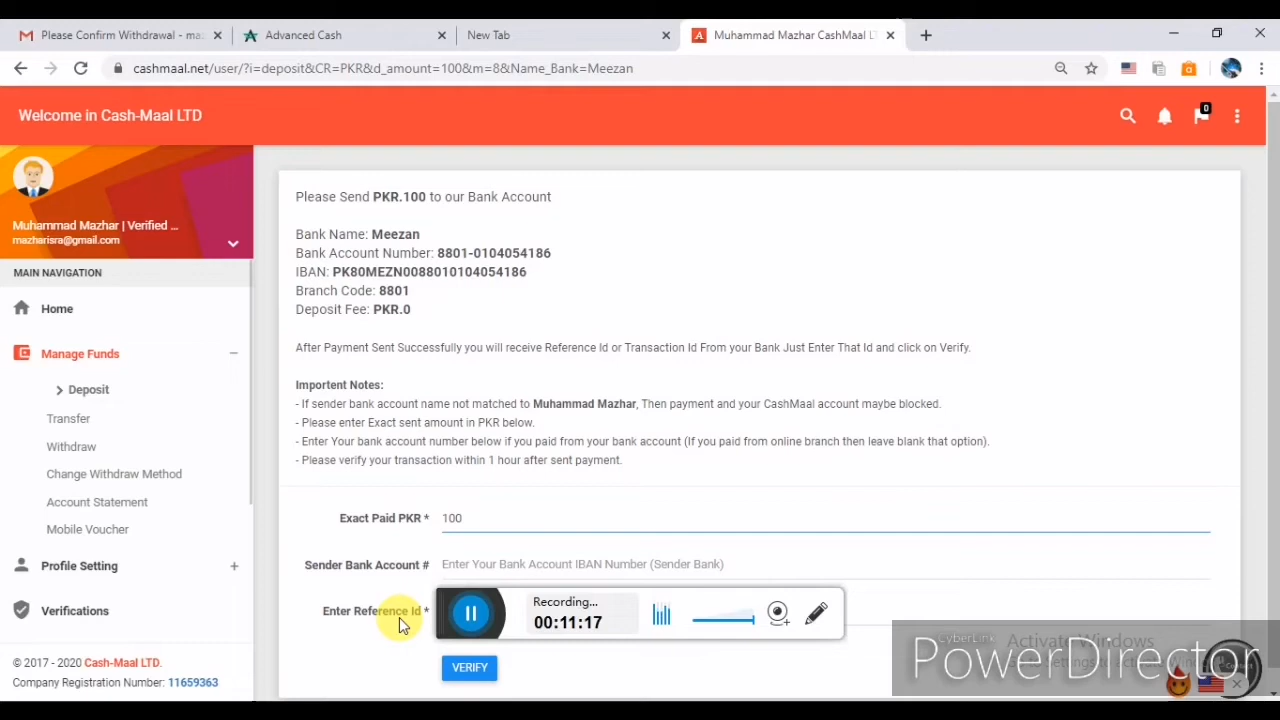 Please Confirm Withdrawal - ma
Advanced Cash
New Tab
Muhammad Mazhar CashMaal LT
cashmaal.net/user/?i=deposit&CR=PKR&d_amount=100&m=8&Name_Bank=Meezan
Welcome in Cash-Maal LTD
0
Muhammad Mazhar | Verified ...
mazharisra@gmail.com
MAIN NAVIGATION
Home
Manage Funds
Deposit
Transfer
Withdraw
Change Withdraw Method
Account Statement
Mobile Voucher
Profile Setting
Verifications
© 2017 - 2020 Cash-Maal LTD.
Company Registration Number: 11659363
Please Send PKR.100 to our Bank Account
Bank Name: Meezan
Bank Account Number: 8801-0104054186
IBAN: PK80MEZN0088010104054186
Branch Code: 8801
Deposit Fee: PKR.0
After Payment Sent Successfully you will receive Reference Id or Transaction Id From your Bank Just Enter That Id and click on Verify.
Importent Notes:
- If sender bank account name not matched to Muhammad Mazhar, Then payment and your CashMaal account maybe blocked.
- Please enter Exact sent amount in PKR below.
- Enter Your bank account number below if you paid from your bank account (If you paid from online branch then leave blank that option).
- Please verify your transaction within 1 hour after sent payment.
Exact Paid PKR * 100
Sender Bank Account # Enter Your Bank Account IBAN Number (Sender Bank)
Enter Reference Id *
Recording...
00:11:17
VERIFY
Activate Windows
CyberLink
PowerDirector